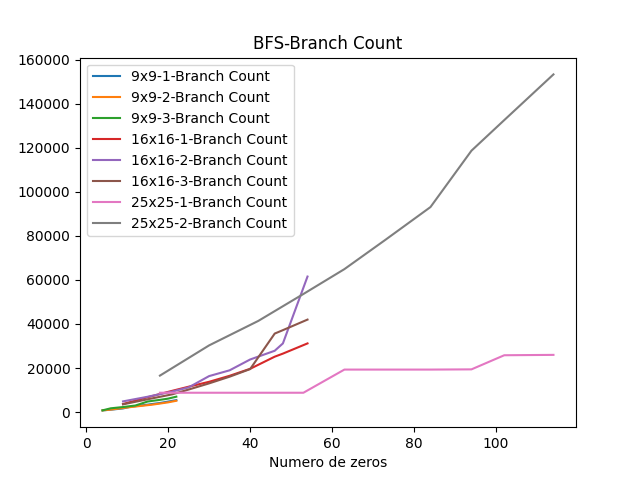 BFS-Branch Count
160000
140000
120000
100000
80000
60000
40000
20000
0
9x9-1-Branch Count
9x9-2-Branch Count
9x9-3-Branch Count
16x16-1-Branch Count
16x16-2-Branch Count
16x16-3-Branch Count
25x25-1-Branch Count
25x25-2-Branch Count
0 20 40 60 80 100
Numero de zeros